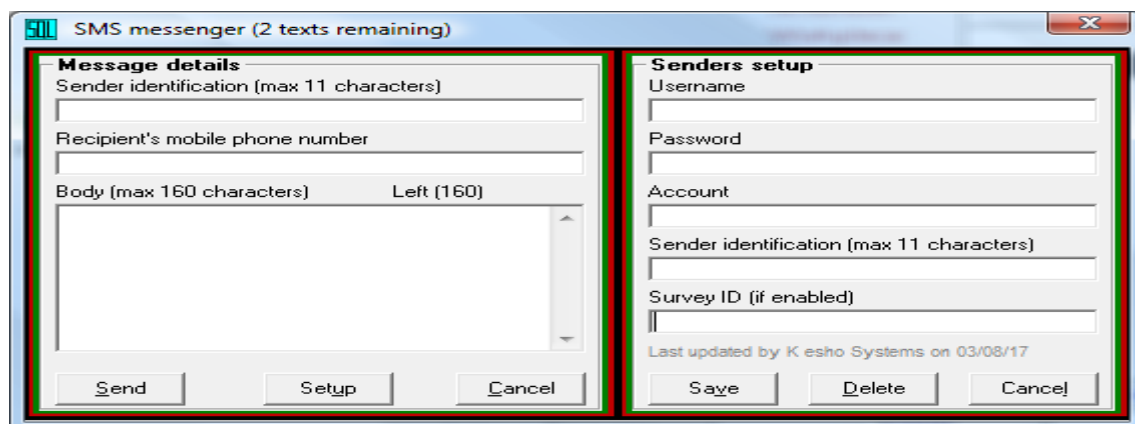 SQL SMS messenger (2 texts remaining)
Message details
Sender identification (max 11 characters)
Recipient's mobile phone number
Body (max 160 characters) Left (160)
Send Setup Cancel
Senders setup
Username
Password
Account
Sender identification (max 11 characters)
Survey ID (if enabled)
Last updated by K esho Systems on 03/08/17
Save Delete Cancel